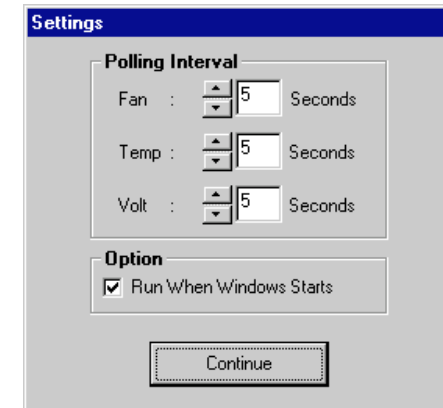 Settings
Polling Interval
Fan : 5 Seconds
Temp : 5 Seconds
Volt : 5 Seconds
Option
Run When Windows Starts
Continue